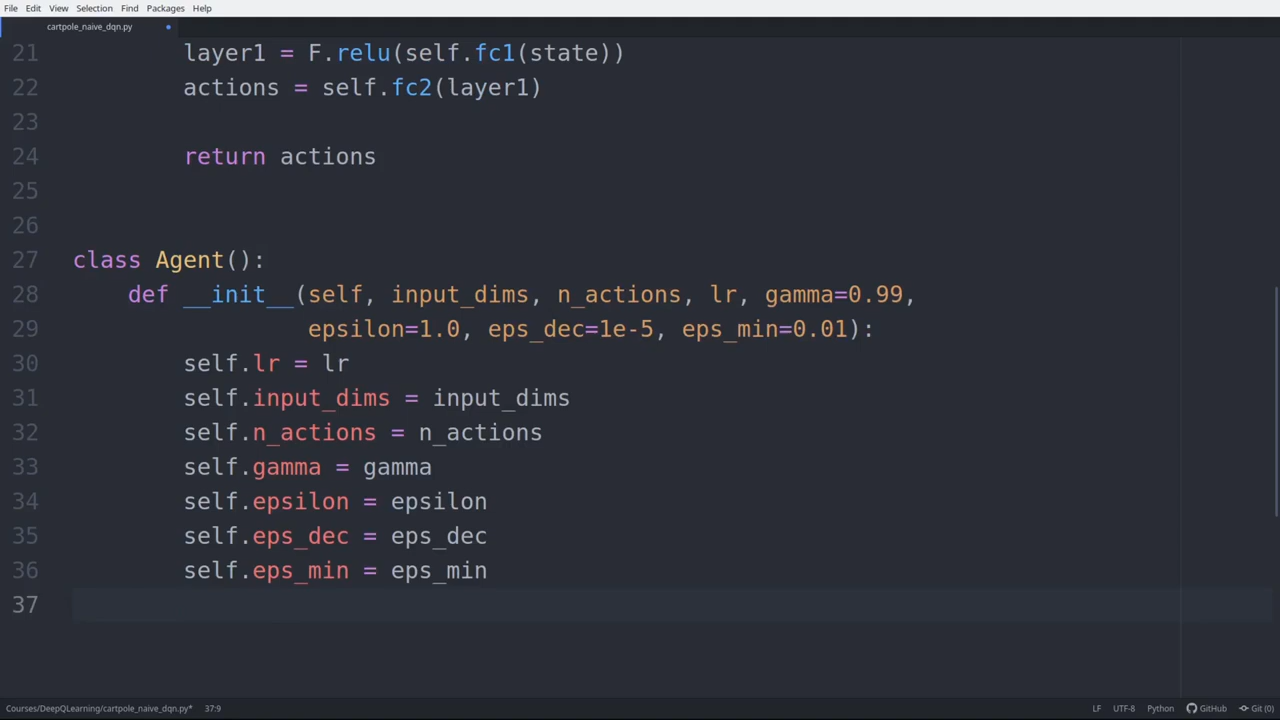 File Edit View Selection Find Packages Help
cartpole_naive_dqn.py
21 layer1 = F.relu(self.fc1(state))
22 actions = self.fc2(layer1)
23
24 return actions
25
26
27 class Agent():
28 def __init__(self, input_dims, n_actions, lr, gamma=0.99,
29 epsilon=1.0, eps_dec=1e-5, eps_min=0.01):
30 self.lr = lr
31 self.input_dims = input_dims
32 self.n_actions = n_actions
33 self.gamma = gamma
34 self.epsilon = epsilon
35 self.eps_dec = eps_dec
36 self.eps_min = eps_min
37
Courses/DeepQLearning/cartpole_naive_dqn.py* 37:9 LF UTF-8 Python GitHub Git (0)